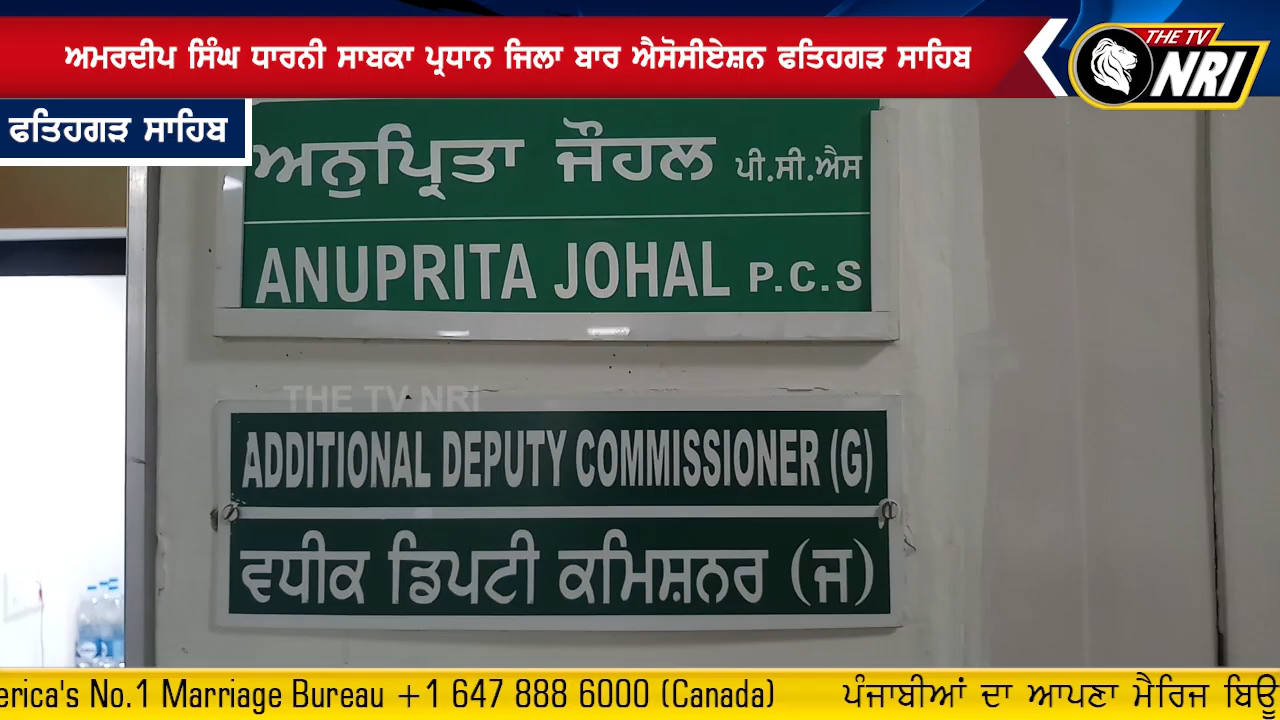 ਅਮਰਦੀਪ ਸਿੰਘ ਧਾਰਨੀ ਸਾਬਕਾ ਪ੍ਰਧਾਨ ਜਿਲਾ ਬਾਰ ਐਸੋਸੀਏਸ਼ਨ ਫਤਿਹਗੜ ਸਾਹਿਬ
THE TV
NRI
ਫਤਿਹਗੜ ਸਾਹਿਬ
ਅਨੁਪ੍ਰਿਤਾ ਜੌਹਲ ਪੀ.ਸੀ.ਐਸ
ANUPRITA JOHAL P.C.S
THE TV NRI
ADDITIONAL DEPUTY COMMISSIONER (G)
ਵਧੀਕ ਡਿਪਟੀ ਕਮਿਸ਼ਨਰ (ਜ)
erica's No.1 Marriage Bureau +1 647 888 6000 (Canada) ਪੰਜਾਬੀਆਂ ਦਾ ਆਪਣਾ ਮੈਰਿਜ ਬਿਊ